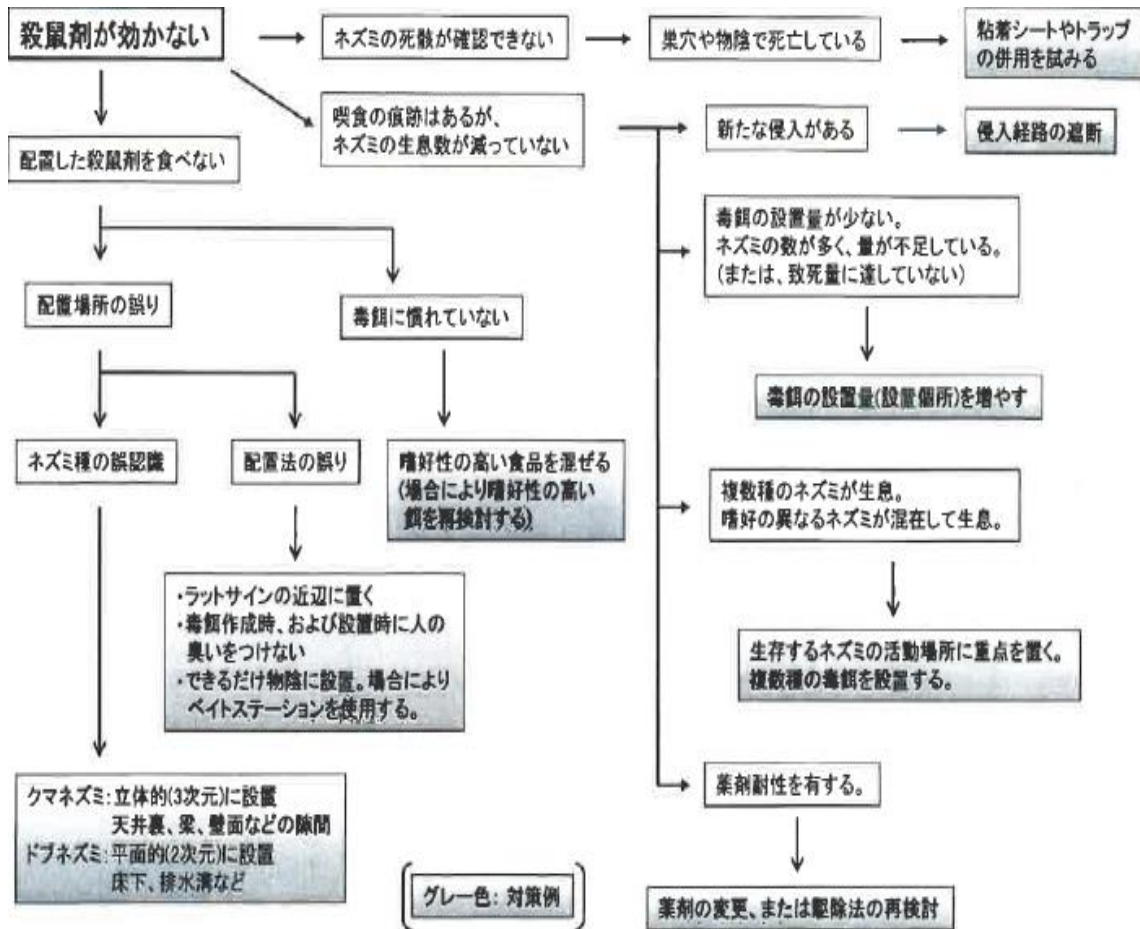 殺鼠剤が効かない
ネズミの死骸が確認できない
巣穴や物陰で死亡している
粘着シートやトラップ
の併用を試みる
喫食の痕跡はあるが、
ネズミの生息数が減っていない
新たな侵入がある
侵入経路の遮断
配置した殺鼠剤を食べない
毒餌の設置量が少ない。
ネズミの数が多く、量が不足している。
(または、致死量に達していない)
配置場所の誤り
毒餌に慣れていない
毒餌の設置量(設置個所)を増やす
ネズミ種の誤認識
配置法の誤り
嗜好性の高い食品を混ぜる
(場合により嗜好性の高い
餌を再検討する)
複数種のネズミが生息。
嗜好の異なるネズミが混在して生息。
・ラットサインの近辺に置く
・毒餌作成時、および設置時に人の
臭いをつけない
・できるだけ物陰に設置。場合により
ベイトステーションを使用する。
生存するネズミの活動場所に重点を置く。
複数種の毒餌を設置する。
薬剤耐性を有する。
クマネズミ:立体的(3次元)に設置
天井裏、梁、壁面などの隙間
ドブネズミ:平面的(2次元)に設置
床下、排水溝など
グレー色: 対策例
薬剤の変更、または駆除法の再検討